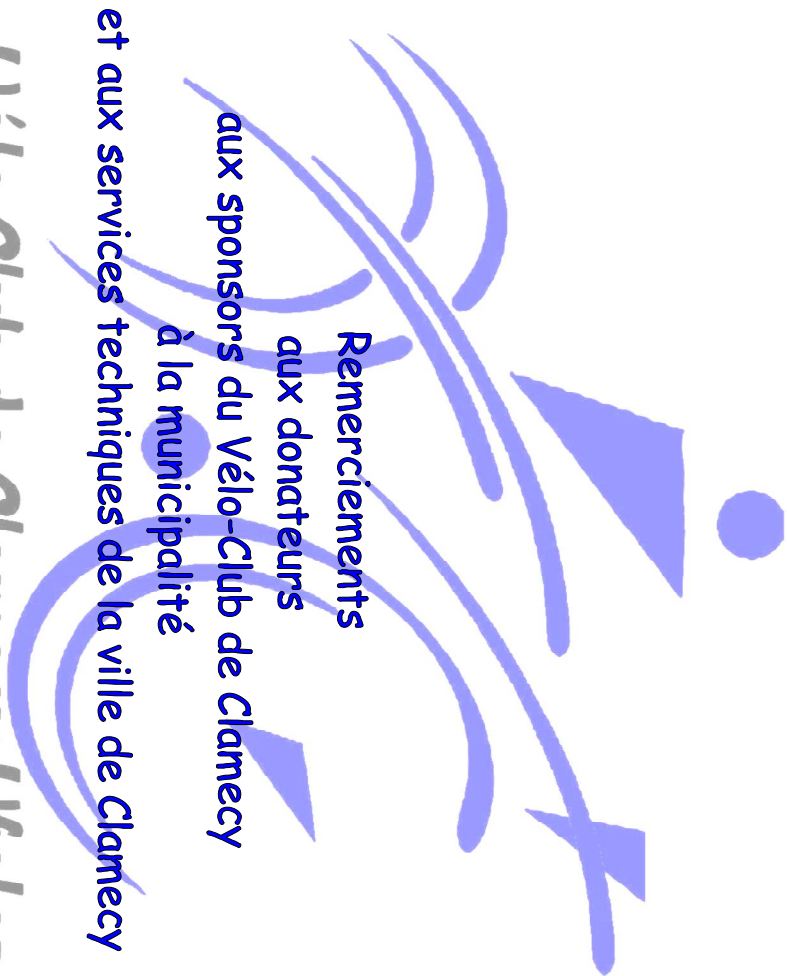 Remerciements
aux donateurs
aux sponsors du Vélo-Club de Clamecy
à la municipalité
et aux services techniques de la ville de Clamecy